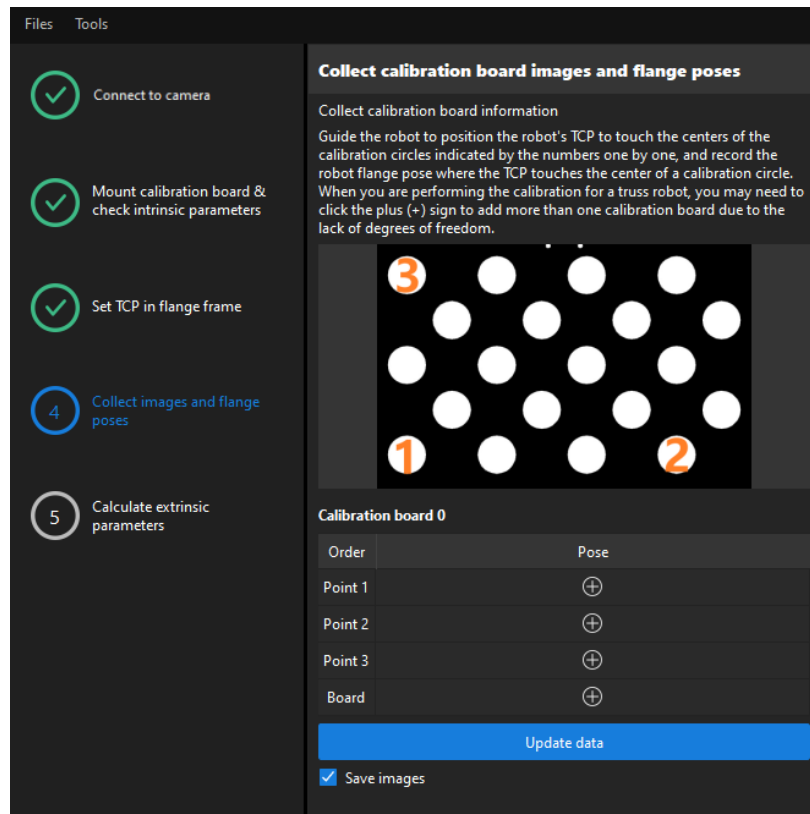 Files Tools
Connect to camera
Mount calibration board &
check intrinsic parameters
Set TCP in flange frame
4
Collect images and flange
poses
5
Calculate extrinsic
parameters
Collect calibration board images and flange poses
Collect calibration board information
Guide the robot to position the robot's TCP to touch the centers of the
calibration circles indicated by the numbers one by one, and record the
robot flange pose where the TCP touches the center of a calibration circle.
When you are performing the calibration for a truss robot, you may need to
click the plus (+) sign to add more than one calibration board due to the
lack of degrees of freedom.
3
1 2
Calibration board 0
Order Pose
Point 1
Point 2
Point 3
Board
Update data
Save images